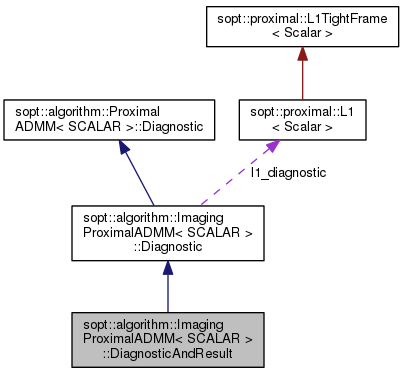 sopt::proximal::L1TightFrame
< Scalar >
sopt::algorithm::Proximal
ADMM< SCALAR >::Diagnostic
sopt::proximal::L1
< Scalar >
l1_diagnostic
sopt::algorithm::Imaging
ProximalADMM< SCALAR >
::Diagnostic
sopt::algorithm::Imaging
ProximalADMM< SCALAR >
::DiagnosticAndResult